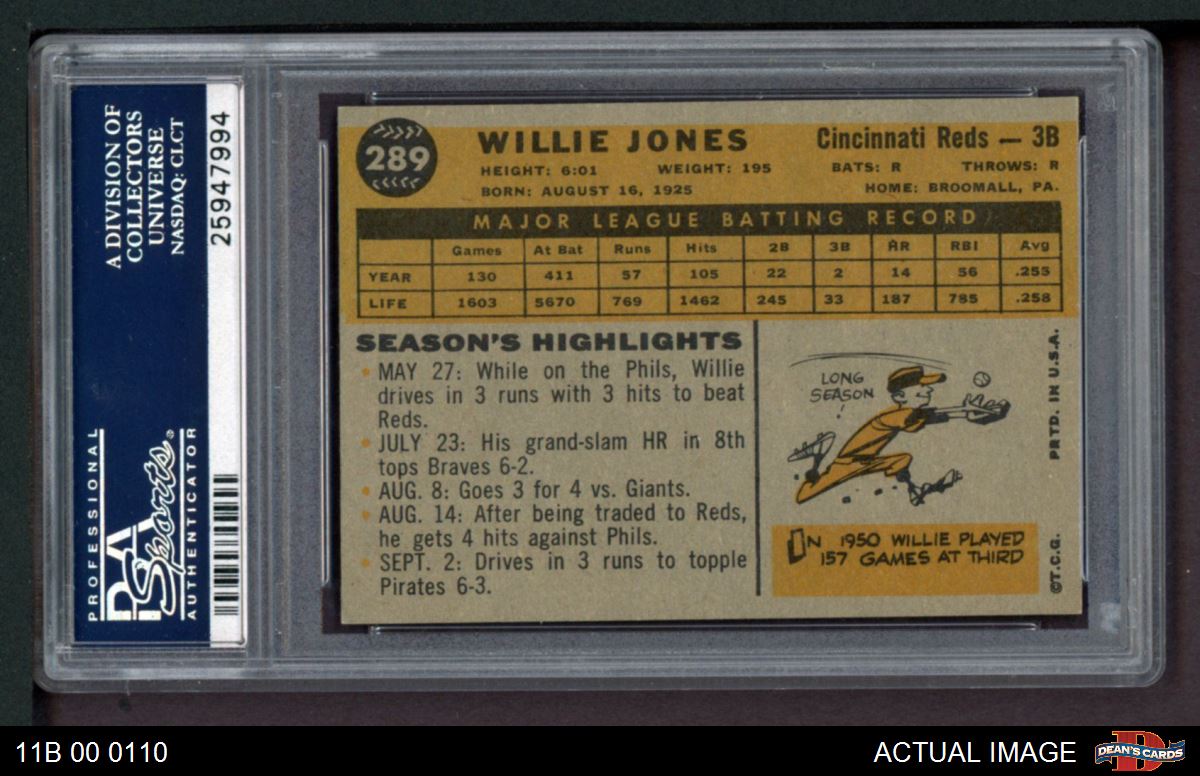 A DIVISION OF
COLLECTORS
UNIVERSE
NASDAQ: CLCT
25947994
PROFESSIONAL
PSA
Sports®
AUTHENTICATOR
289
WILLIE JONES
Cincinnati Reds — 3B
HEIGHT: 6:01 WEIGHT: 195 BATS: R THROWS: R
BORN: AUGUST 16, 1925 HOME: BROOMALL, PA.
MAJOR LEAGUE BATTING RECORD
Games At Bat Runs Hits 2B 3B HR RBI Avg
YEAR 130 411 57 105 22 2 14 56 .255
LIFE 1603 5670 769 1462 245 33 187 785 .258
SEASON'S HIGHLIGHTS
• MAY 27: While on the Phils, Willie
drives in 3 runs with 3 hits to beat
Reds.
• JULY 23: His grand-slam HR in 8th
tops Braves 6-2.
• AUG. 8: Goes 3 for 4 vs. Giants.
• AUG. 14: After being traded to Reds,
he gets 4 hits against Phils.
• SEPT. 2: Drives in 3 runs to topple
Pirates 6-3.
LONG
SEASON
!
IN 1950 WILLIE PLAYED
157 GAMES AT THIRD
©T.C.G. PRTD. IN U.S.A.
11B 00 0110
ACTUAL IMAGE
DEAN'S CARDS